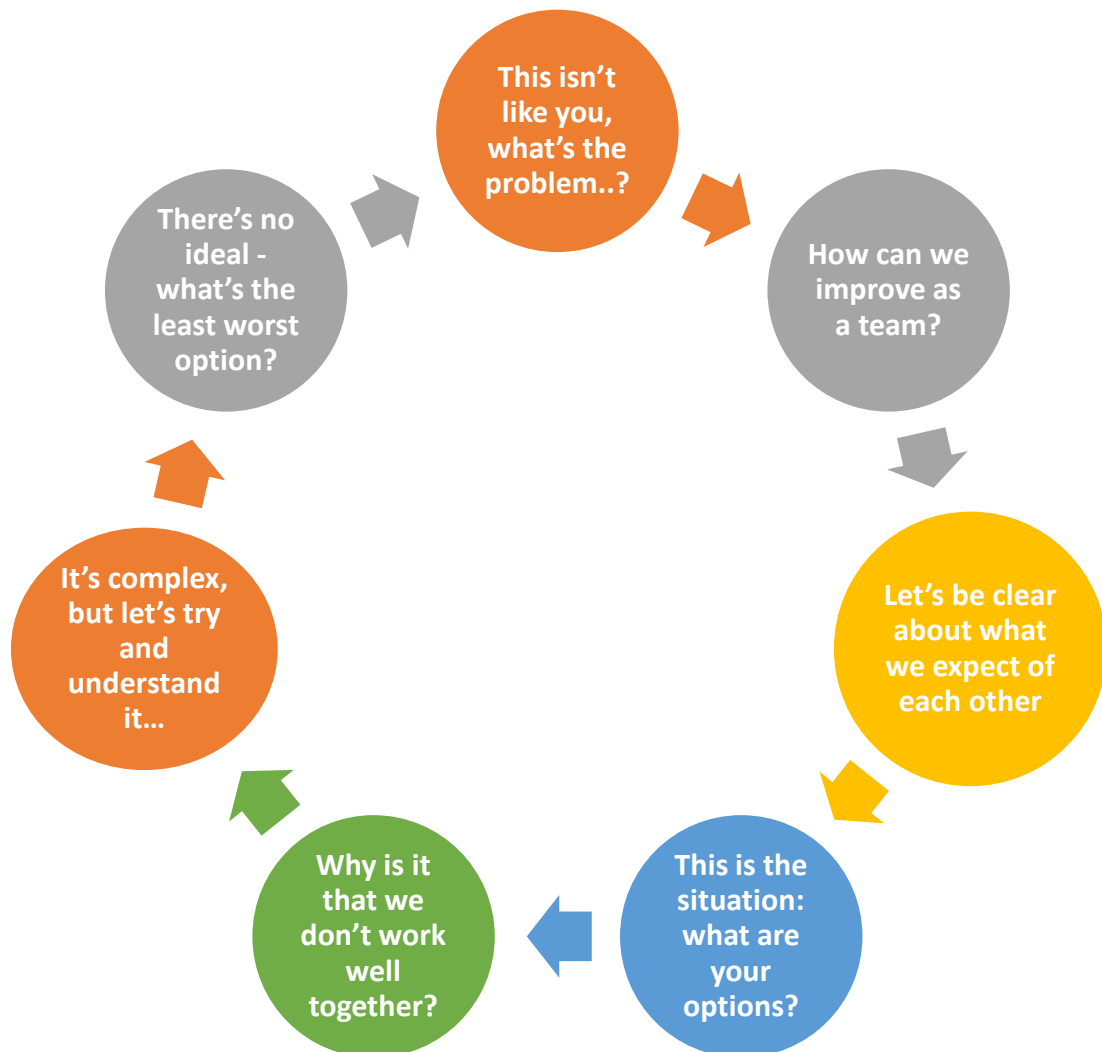 This isn’t
like you,
what’s the
problem..?
How can we
improve as
a team?
Let’s be clear
about what
we expect of
each other
This is the
situation:
what are
your
options?
Why is it
that we
don’t work
well
together?
It’s complex,
but let’s try
and
understand
it…
There’s no
ideal -
what’s the
least worst
option?